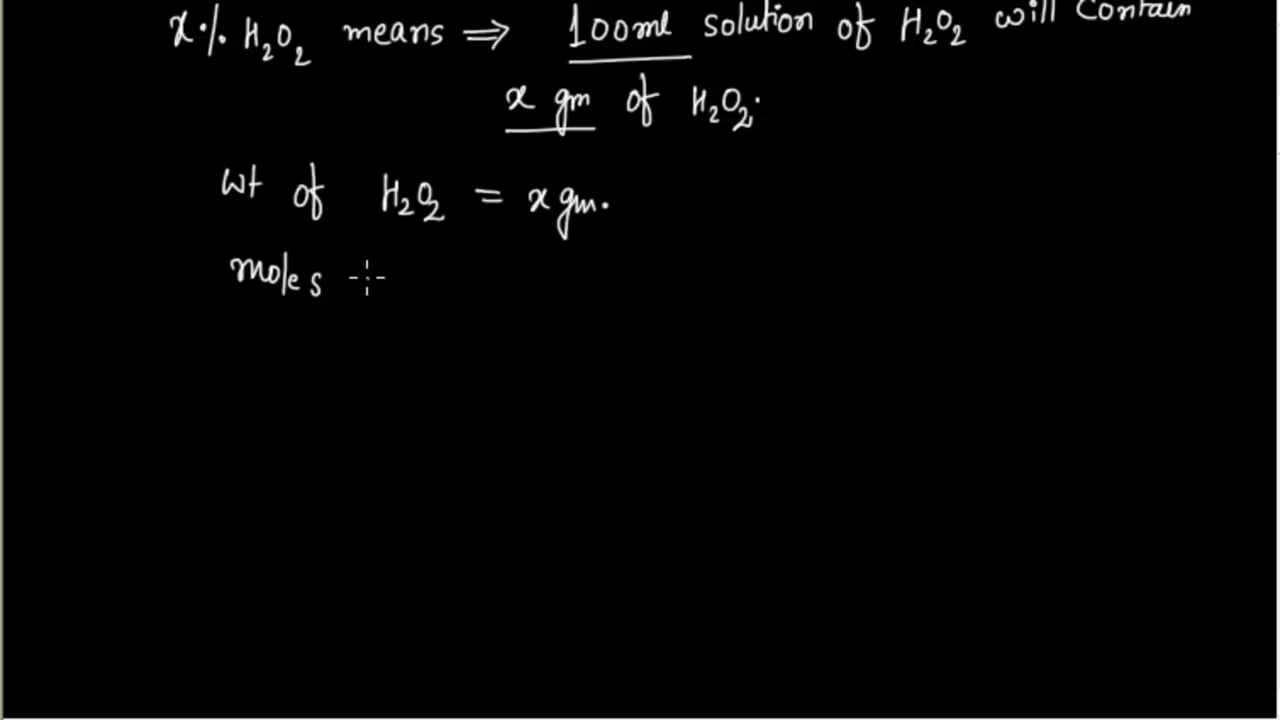 x % H₂O₂ means ⇒ 100ml solution of H₂O₂ will contain
x gm of H₂O₂.
wt of H₂O₂ = x gm.
moles